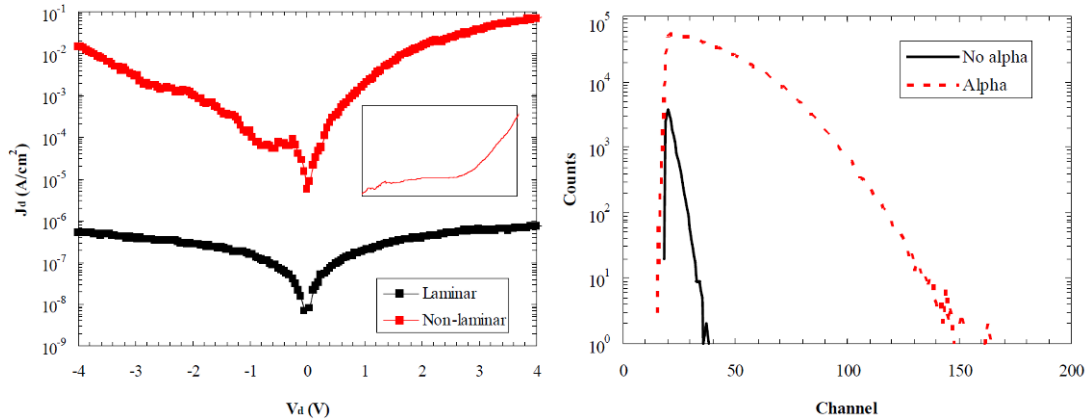 10⁻¹
10⁻²
10⁻³
10⁻⁴
10⁻⁵
10⁻⁶
10⁻⁷
10⁻⁸
10⁻⁹
Jd (A/cm²)
Laminar
Non-laminar
-4 -3 -2 -1 0 1 2 3 4
Vd (V)
10⁵
10⁴
10³
10²
10¹
10⁰
Counts
No alpha
Alpha
0 50 100 150 200
Channel